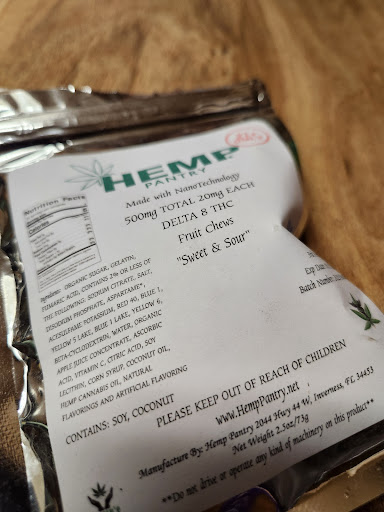 HEMP
PANTRY
Made with NanoTechnology
500mg TOTAL 20mg EACH
DELTA 8 THC
Fruit Chews
"Sweet & Sour"
Nutrition Facts
Ingredients: ORGANIC SUGAR, GELATIN,
FUMARIC ACID, CONTAINS 2% OR LESS OF
THE FOLLOWING: SODIUM CITRATE, SALT,
DISODIUM PHOSPHATE, ASPARTAME*,
ACESULFAME POTASSIUM, RED 40, BLUE 1,
YELLOW 5 LAKE, BLUE 1 LAKE, YELLOW 6,
BETA-CYCLODEXTRIN, WATER, ORGANIC
APPLE JUICE CONCENTRATE, ASCORBIC
ACID, VITAMIN C, CITRIC ACID, SOY
LECITHIN, CORN SYRUP, COCONUT OIL,
HEMP CANNABIS OIL, NATURAL
FLAVORINGS AND ARTIFICIAL FLAVORING
CONTAINS: SOY, COCONUT
Exp Date
Batch Number
PLEASE KEEP OUT OF REACH OF CHILDREN
www.HempPantry.net
Manufacture By: Hemp Pantry 2044 Hwy 44 W, Inverness, FL 34453
Net Weight 2.5oz/73g
**Do not drive or operate any kind of machinery on this product**